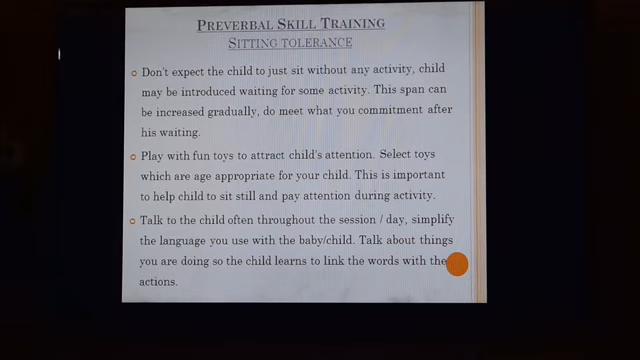 PREVERBAL SKILL TRAINING
SITTING TOLERANCE
Don't expect the child to just sit without any activity, child
may be introduced waiting for some activity. This span can
be increased gradually, do meet what you commitment after
his waiting.
Play with fun toys to attract child's attention. Select toys
which are age appropriate for your child. This is important
to help child to sit still and pay attention during activity.
Talk to the child often throughout the session / day, simplify
the language you use with the baby/child. Talk about things
you are doing so the child learns to link the words with the
actions.